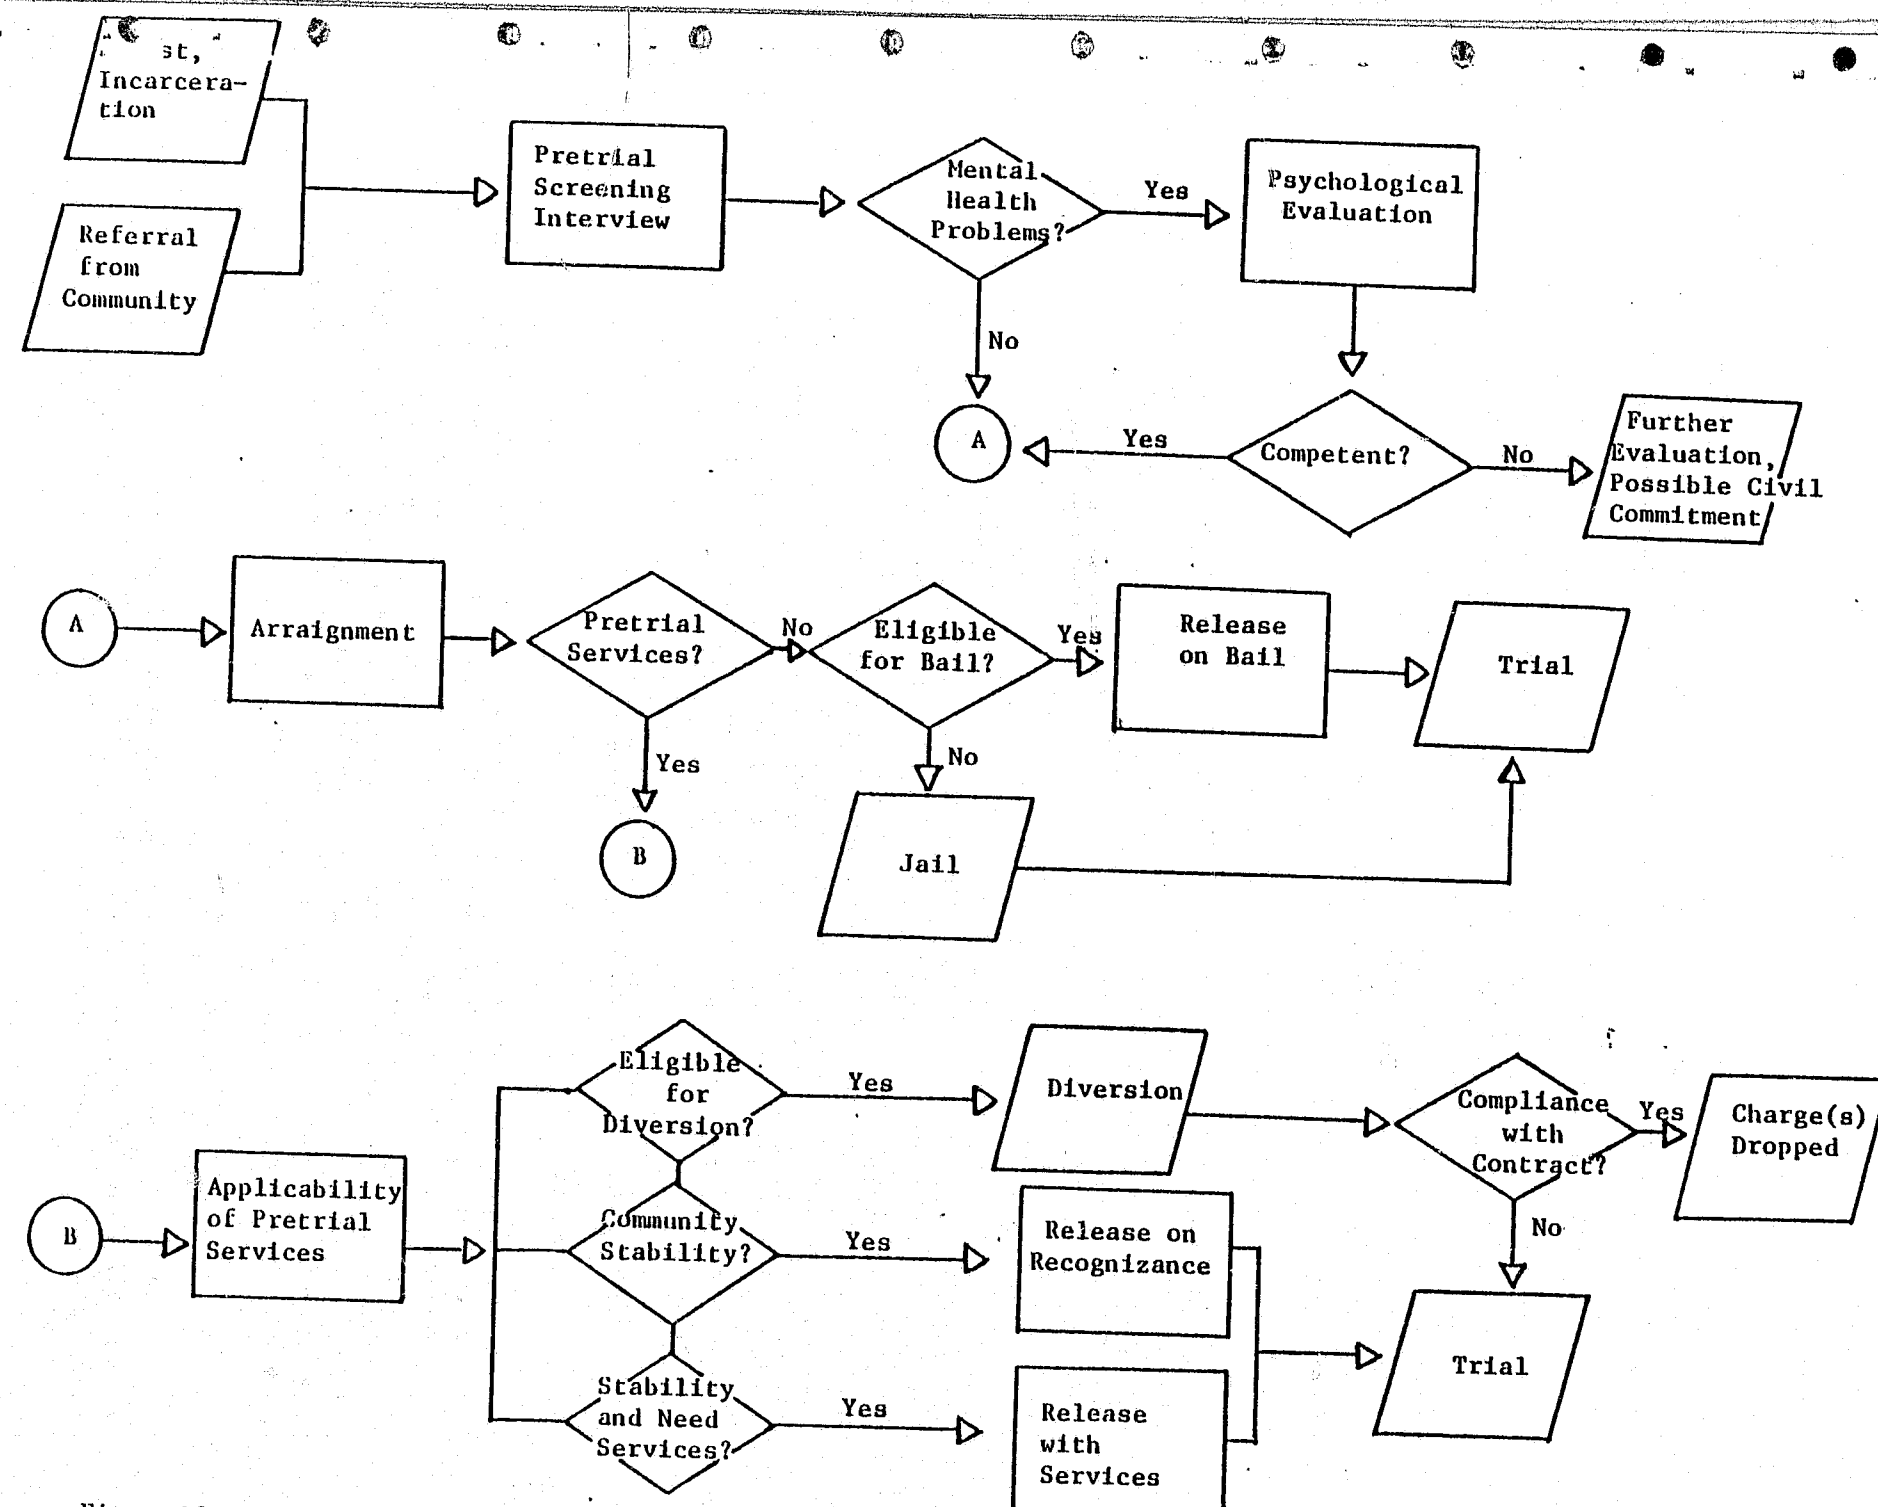 st,
Incarcera-
tion
Referral
from
Community
Pretrial
Screening
Interview
Mental
Health
Problems?
Yes
Psychological
Evaluation
No
A
Yes
Competent?
No
Further
Evaluation,
Possible Civil
Commitment
A
Arraignment
Pretrial
Services?
No
Eligible
for Bail?
Yes
Release
on Bail
Trial
Yes
No
B
Jail
Eligible
for
Diversion?
Yes
Diversion
Compliance
with
Contract?
Yes
Charge(s)
Dropped
B
Applicability
of Pretrial
Services
Community
Stability?
Yes
Release on
Recognizance
No
Trial
Stability
and Need
Services?
Yes
Release
with
Services